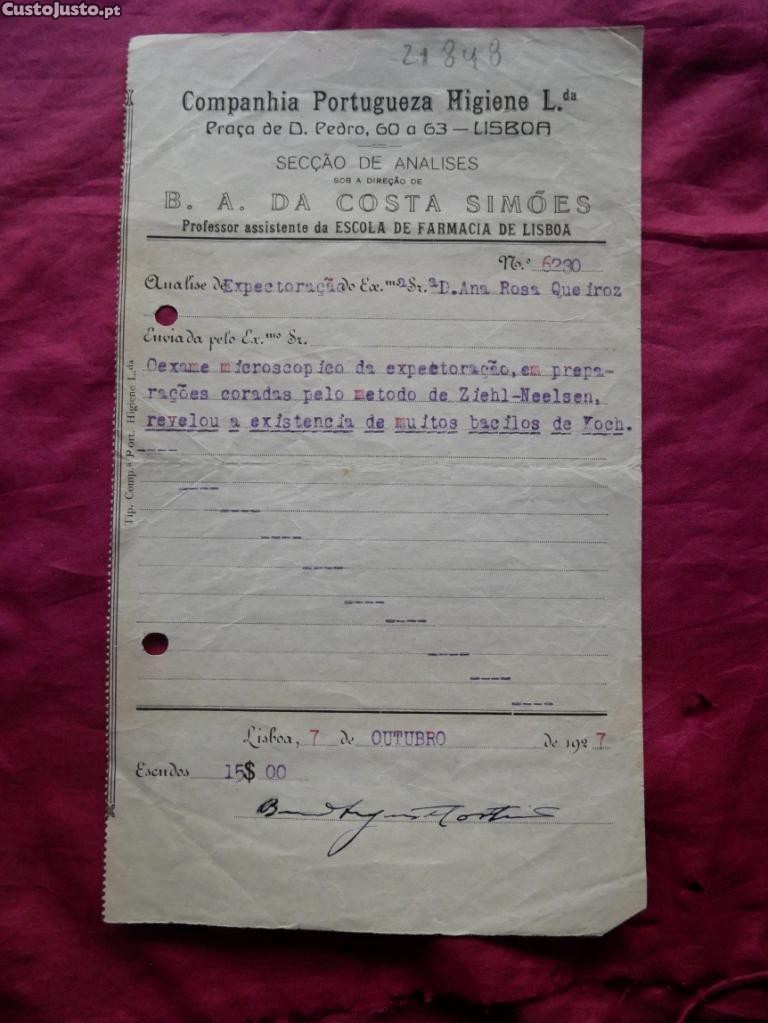 CustoJusto.pt
21848
Companhia Portugueza Higiene L.da
Praça de D. Pedro, 60 a 63 — LISBOA
SECÇÃO DE ANALISES
SOB A DIREÇÃO DE
B. A. DA COSTA SIMÕES
Professor assistente da ESCOLA DE FARMACIA DE LISBOA
N.º 6230
Analise de Expectoração do Ex.mª Sr.ª D. Ana Rosa Queiroz
Enviada pelo Ex.mo Sr.
Oexame microscopico da expectoração, em prepa-
rações coradas pelo metodo de Ziehl-Neelsen,
revelou a existencia de muitos bacilos de Koch.
Tip. Comp.ª Port. Higiene L.da
Lisboa, 7 de OUTUBRO de 1927
Escudos 15$00